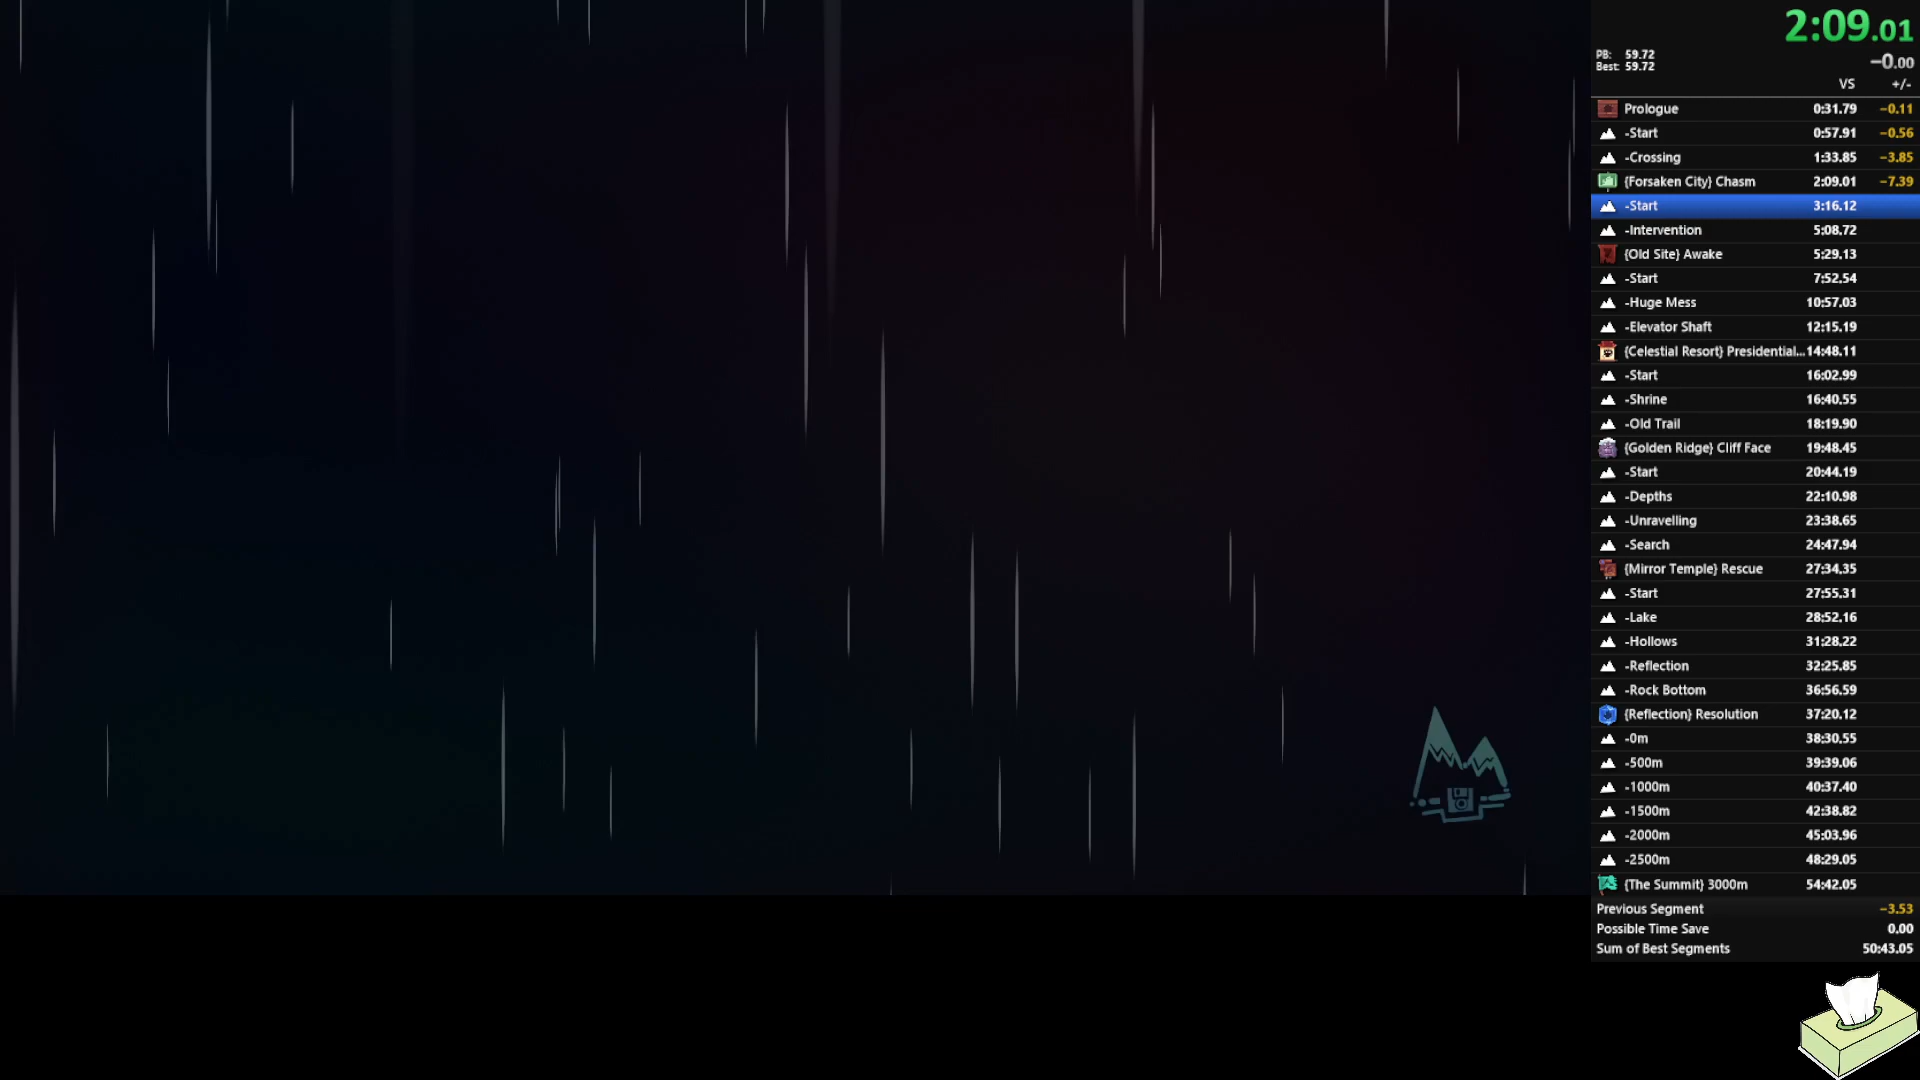 2:09.01
PB: 59.72
Best: 59.72
−0.00
VS +/-
Prologue 0:31.79 −0.11
-Start 0:57.91 −0.56
-Crossing 1:33.85 −3.85
{Forsaken City} Chasm 2:09.01 −7.39
-Start 3:16.12
-Intervention 5:08.72
{Old Site} Awake 5:29.13
-Start 7:52.54
-Huge Mess 10:57.03
-Elevator Shaft 12:15.19
{Celestial Resort} Presidential... 14:48.11
-Start 16:02.99
-Shrine 16:40.55
-Old Trail 18:19.90
{Golden Ridge} Cliff Face 19:48.45
-Start 20:44.19
-Depths 22:10.98
-Unravelling 23:38.65
-Search 24:47.94
{Mirror Temple} Rescue 27:34.35
-Start 27:55.31
-Lake 28:52.16
-Hollows 31:28.22
-Reflection 32:25.85
-Rock Bottom 36:56.59
{Reflection} Resolution 37:20.12
-0m 38:30.55
-500m 39:39.06
-1000m 40:37.40
-1500m 42:38.82
-2000m 45:03.96
-2500m 48:29.05
{The Summit} 3000m 54:42.05
Previous Segment −3.53
Possible Time Save 0.00
Sum of Best Segments 50:43.05